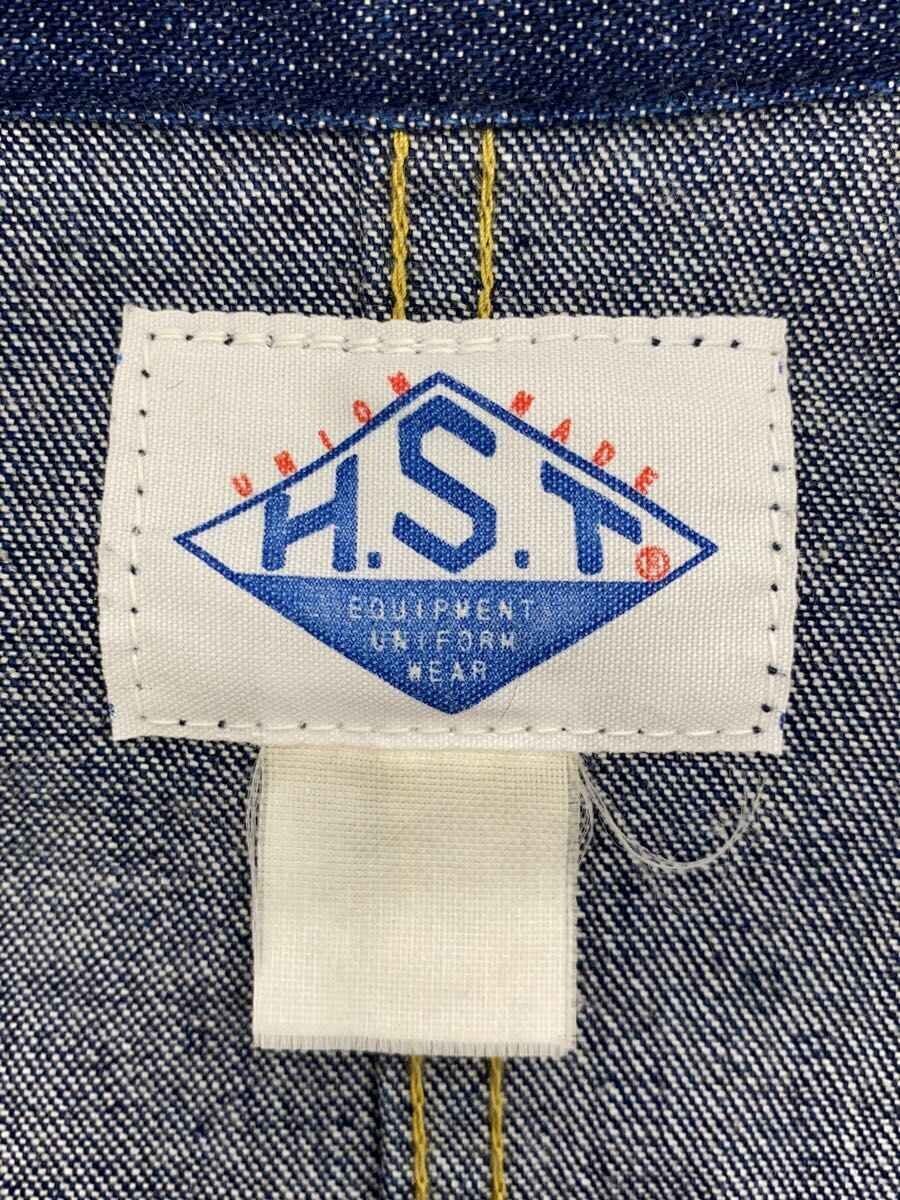 UNION MADE
H.S.T ®
EQUIPMENT
UNIFORM
WEAR